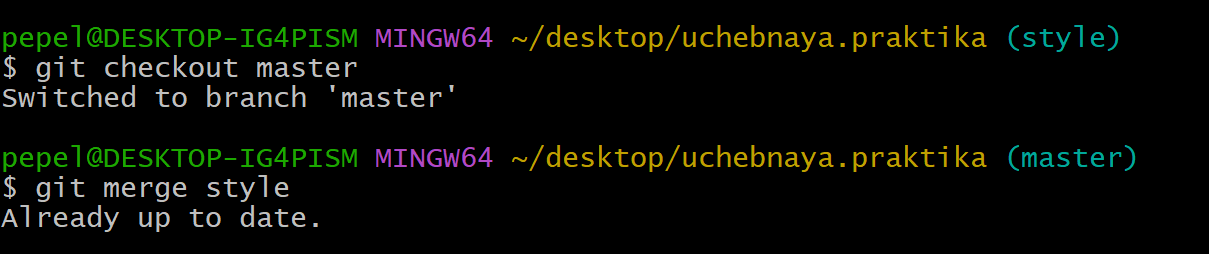 pepel@DESKTOP-IG4PISM MINGW64 ~/desktop/uchebnaya.praktika (style)
$ git checkout master
Switched to branch 'master'
pepel@DESKTOP-IG4PISM MINGW64 ~/desktop/uchebnaya.praktika (master)
$ git merge style
Already up to date.